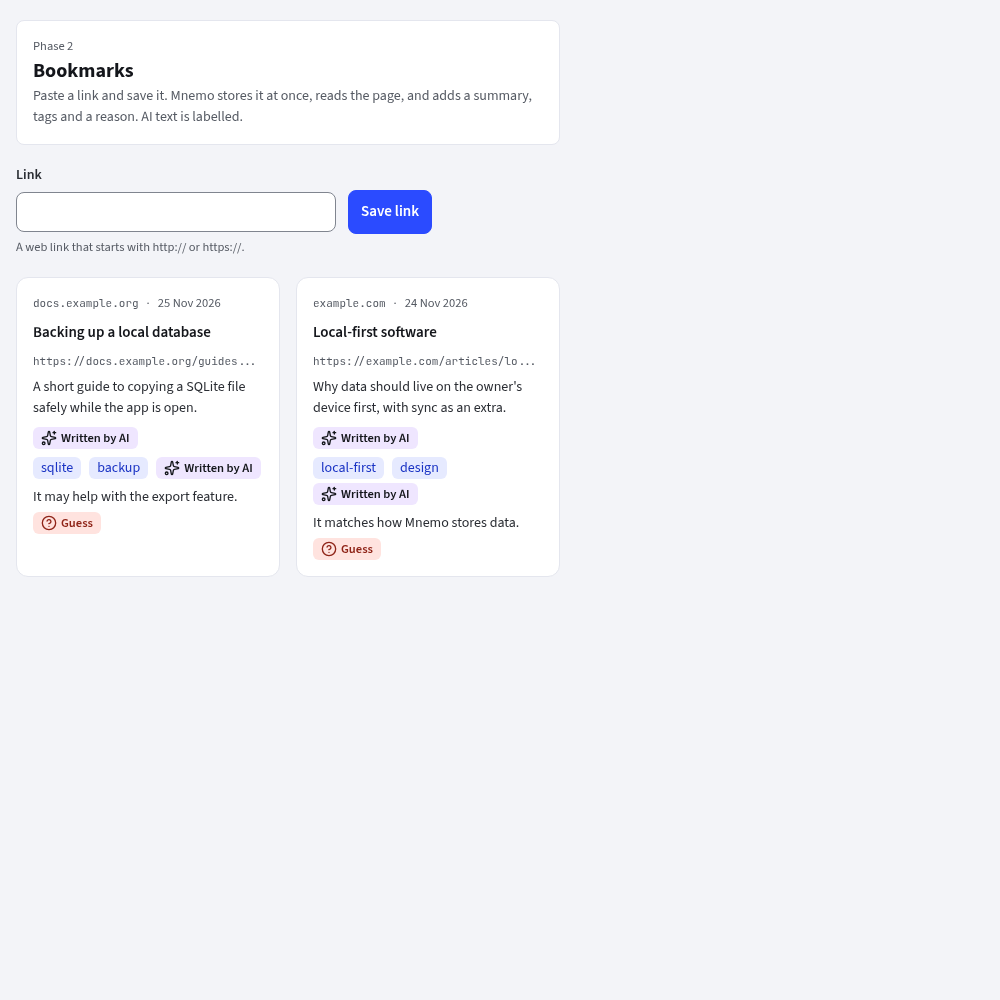 Phase 2
Bookmarks
Paste a link and save it. Mnemo stores it at once, reads the page, and adds a summary,
tags and a reason. AI text is labelled.
Link
Save link
A web link that starts with http:// or https://.
docs.example.org · 25 Nov 2026
Backing up a local database
https://docs.example.org/guides...
A short guide to copying a SQLite file
safely while the app is open.
Written by AI
sqlite backup Written by AI
It may help with the export feature.
Guess
example.com · 24 Nov 2026
Local-first software
https://example.com/articles/lo...
Why data should live on the owner's
device first, with sync as an extra.
Written by AI
local-first design
Written by AI
It matches how Mnemo stores data.
Guess